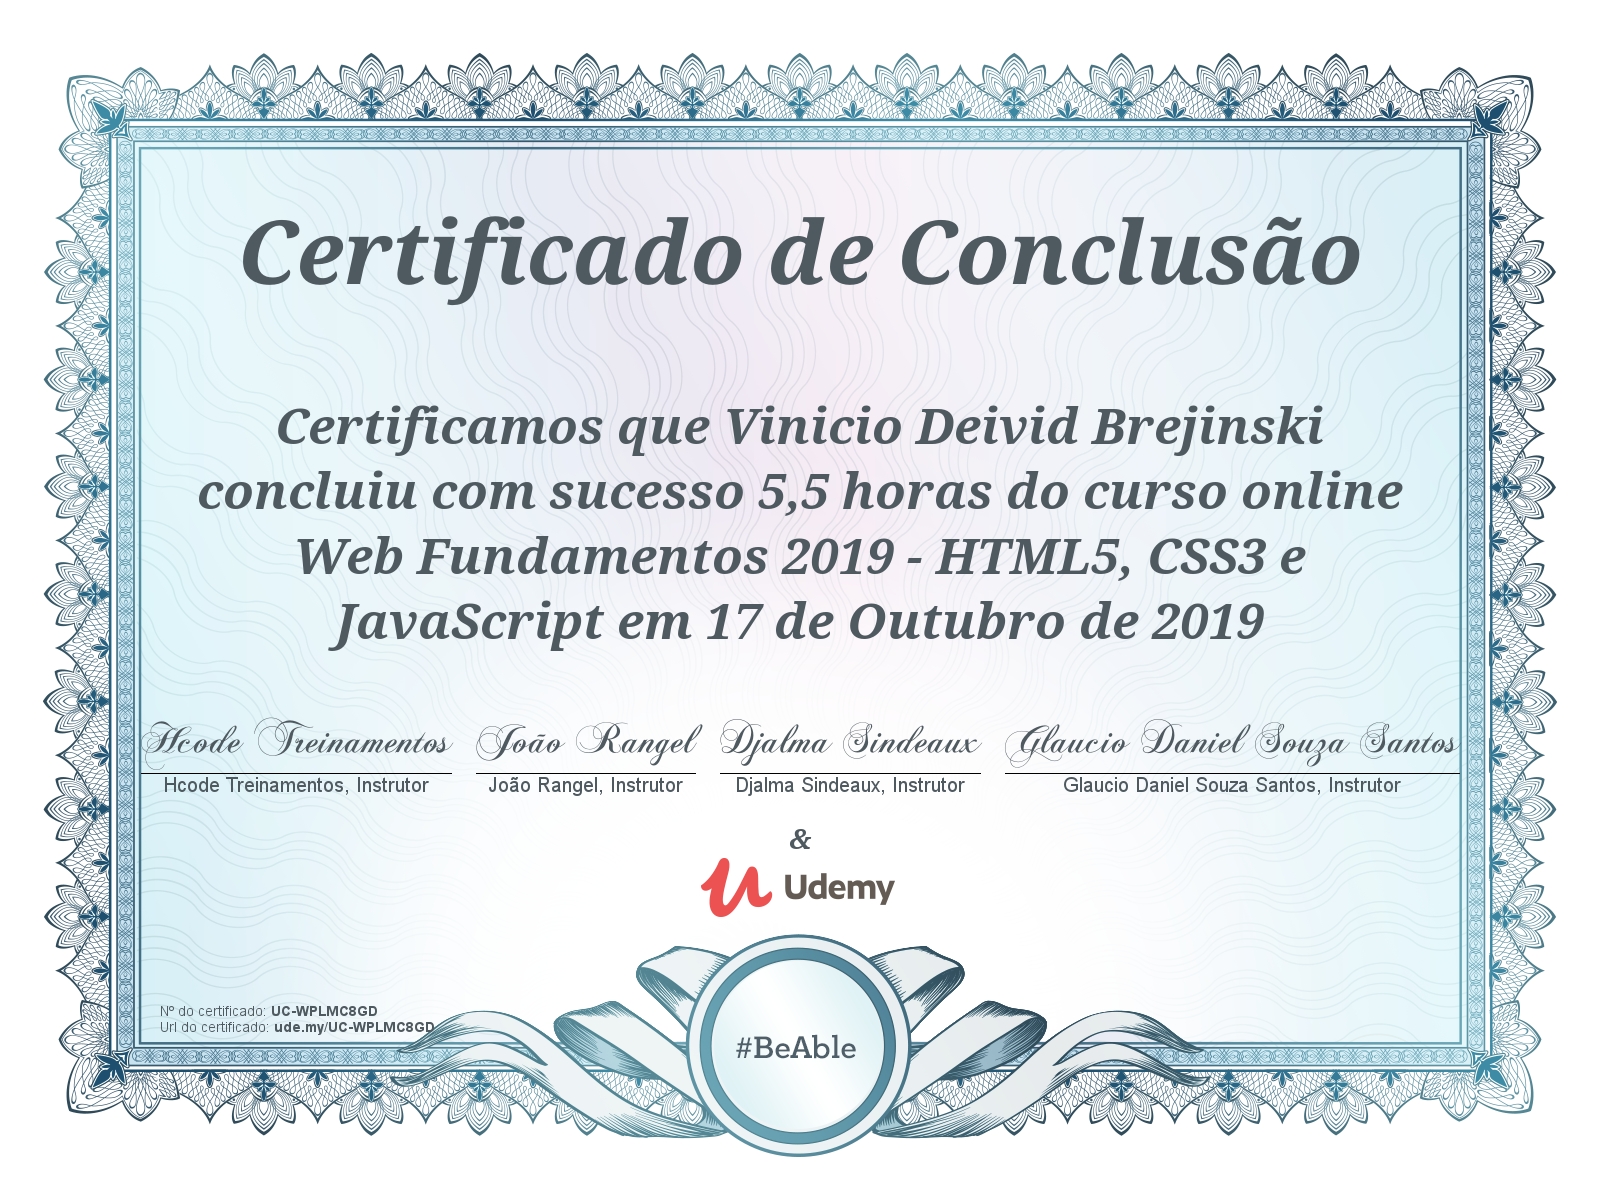 Certificado de Conclusão
Certificamos que Vinicio Deivid Brejinski
concluiu com sucesso 5,5 horas do curso online
Web Fundamentos 2019 - HTML5, CSS3 e
JavaScript em 17 de Outubro de 2019
Hcode Treinamentos João Rangel Djalma Sindeaux Glaucio Daniel Souza Santos
Hcode Treinamentos, Instrutor João Rangel, Instrutor Djalma Sindeaux, Instrutor Glaucio Daniel Souza Santos, Instrutor
&
Udemy
Nº do certificado: UC-WPLMC8GD
Url do certificado: ude.my/UC-WPLMC8GD
#BeAble